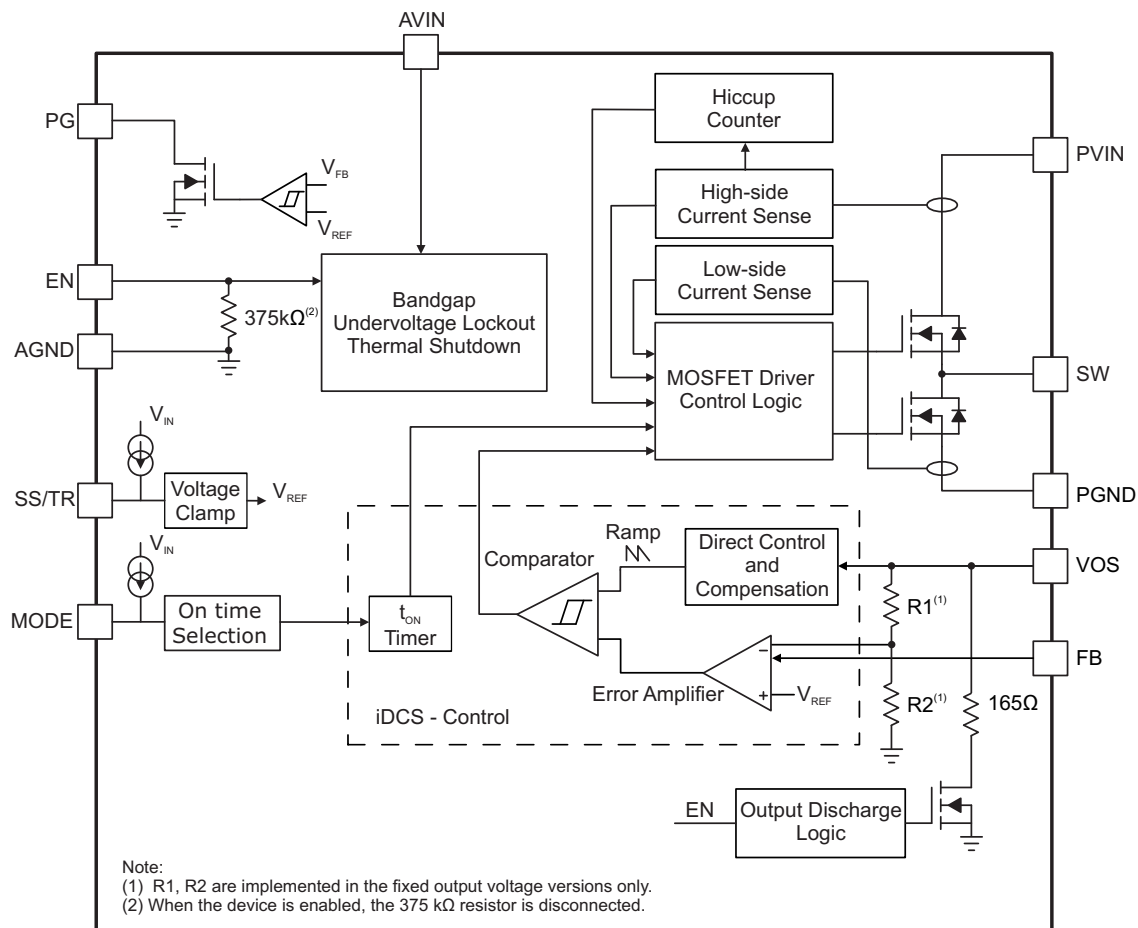 AVIN
PG
V_FB
V_REF
Hiccup
Counter
PVIN
High-side
Current Sense
EN
375kΩ(2)
AGND
Bandgap
Undervoltage Lockout
Thermal Shutdown
Low-side
Current Sense
MOSFET Driver
Control Logic
SW
PGND
V_IN
SS/TR
Voltage
Clamp
V_REF
V_IN
MODE
On time
Selection
t_ON
Timer
Comparator
Ramp
Direct Control
and
Compensation
VOS
R1(1)
FB
Error Amplifier
−
+
V_REF
R2(1)
165Ω
iDCS - Control
EN
Output Discharge
Logic
Note:
(1) R1, R2 are implemented in the fixed output voltage versions only.
(2) When the device is enabled, the 375 kΩ resistor is disconnected.